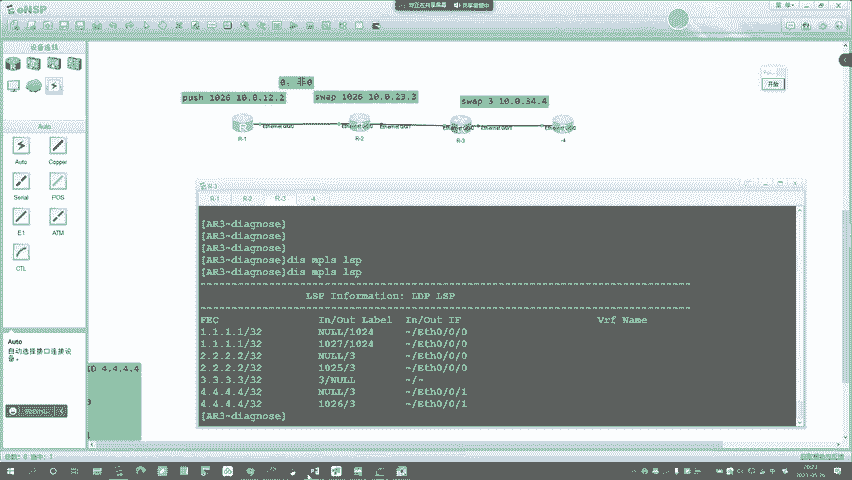 eNSP
设备连线
Auto
Auto
Copper
Serial
POS
E1
ATM
CTL
Auto
自动选择接口连接设备。
0; 非0
push 1026 10.0.12.2
swap 1026 10.0.23.3
swap 3 10.0.34.4
R-1
R-2
R-3
-4
开始
ID 4.4.4.4
R-3
R-1
R-2
R-3
-4
[AR3-diagnose]
[AR3-diagnose]
[AR3-diagnose]
[AR3-diagnose]dis mpls lsp
[AR3-diagnose]dis mpls lsp
LSP Information: LDP LSP
FEC In/Out Label In/Out IF Vrf Name
1.1.1.1/32 NULL/1024 -/Eth0/0/0
1.1.1.1/32 1027/1024 -/Eth0/0/0
2.2.2.2/32 NULL/3 -/Eth0/0/0
2.2.2.2/32 1025/3 -/Eth0/0/0
3.3.3.3/32 3/NULL -/-
4.4.4.4/32 NULL/3 -/Eth0/0/1
4.4.4.4/32 1026/3 -/Eth0/0/1
[AR3-diagnose]